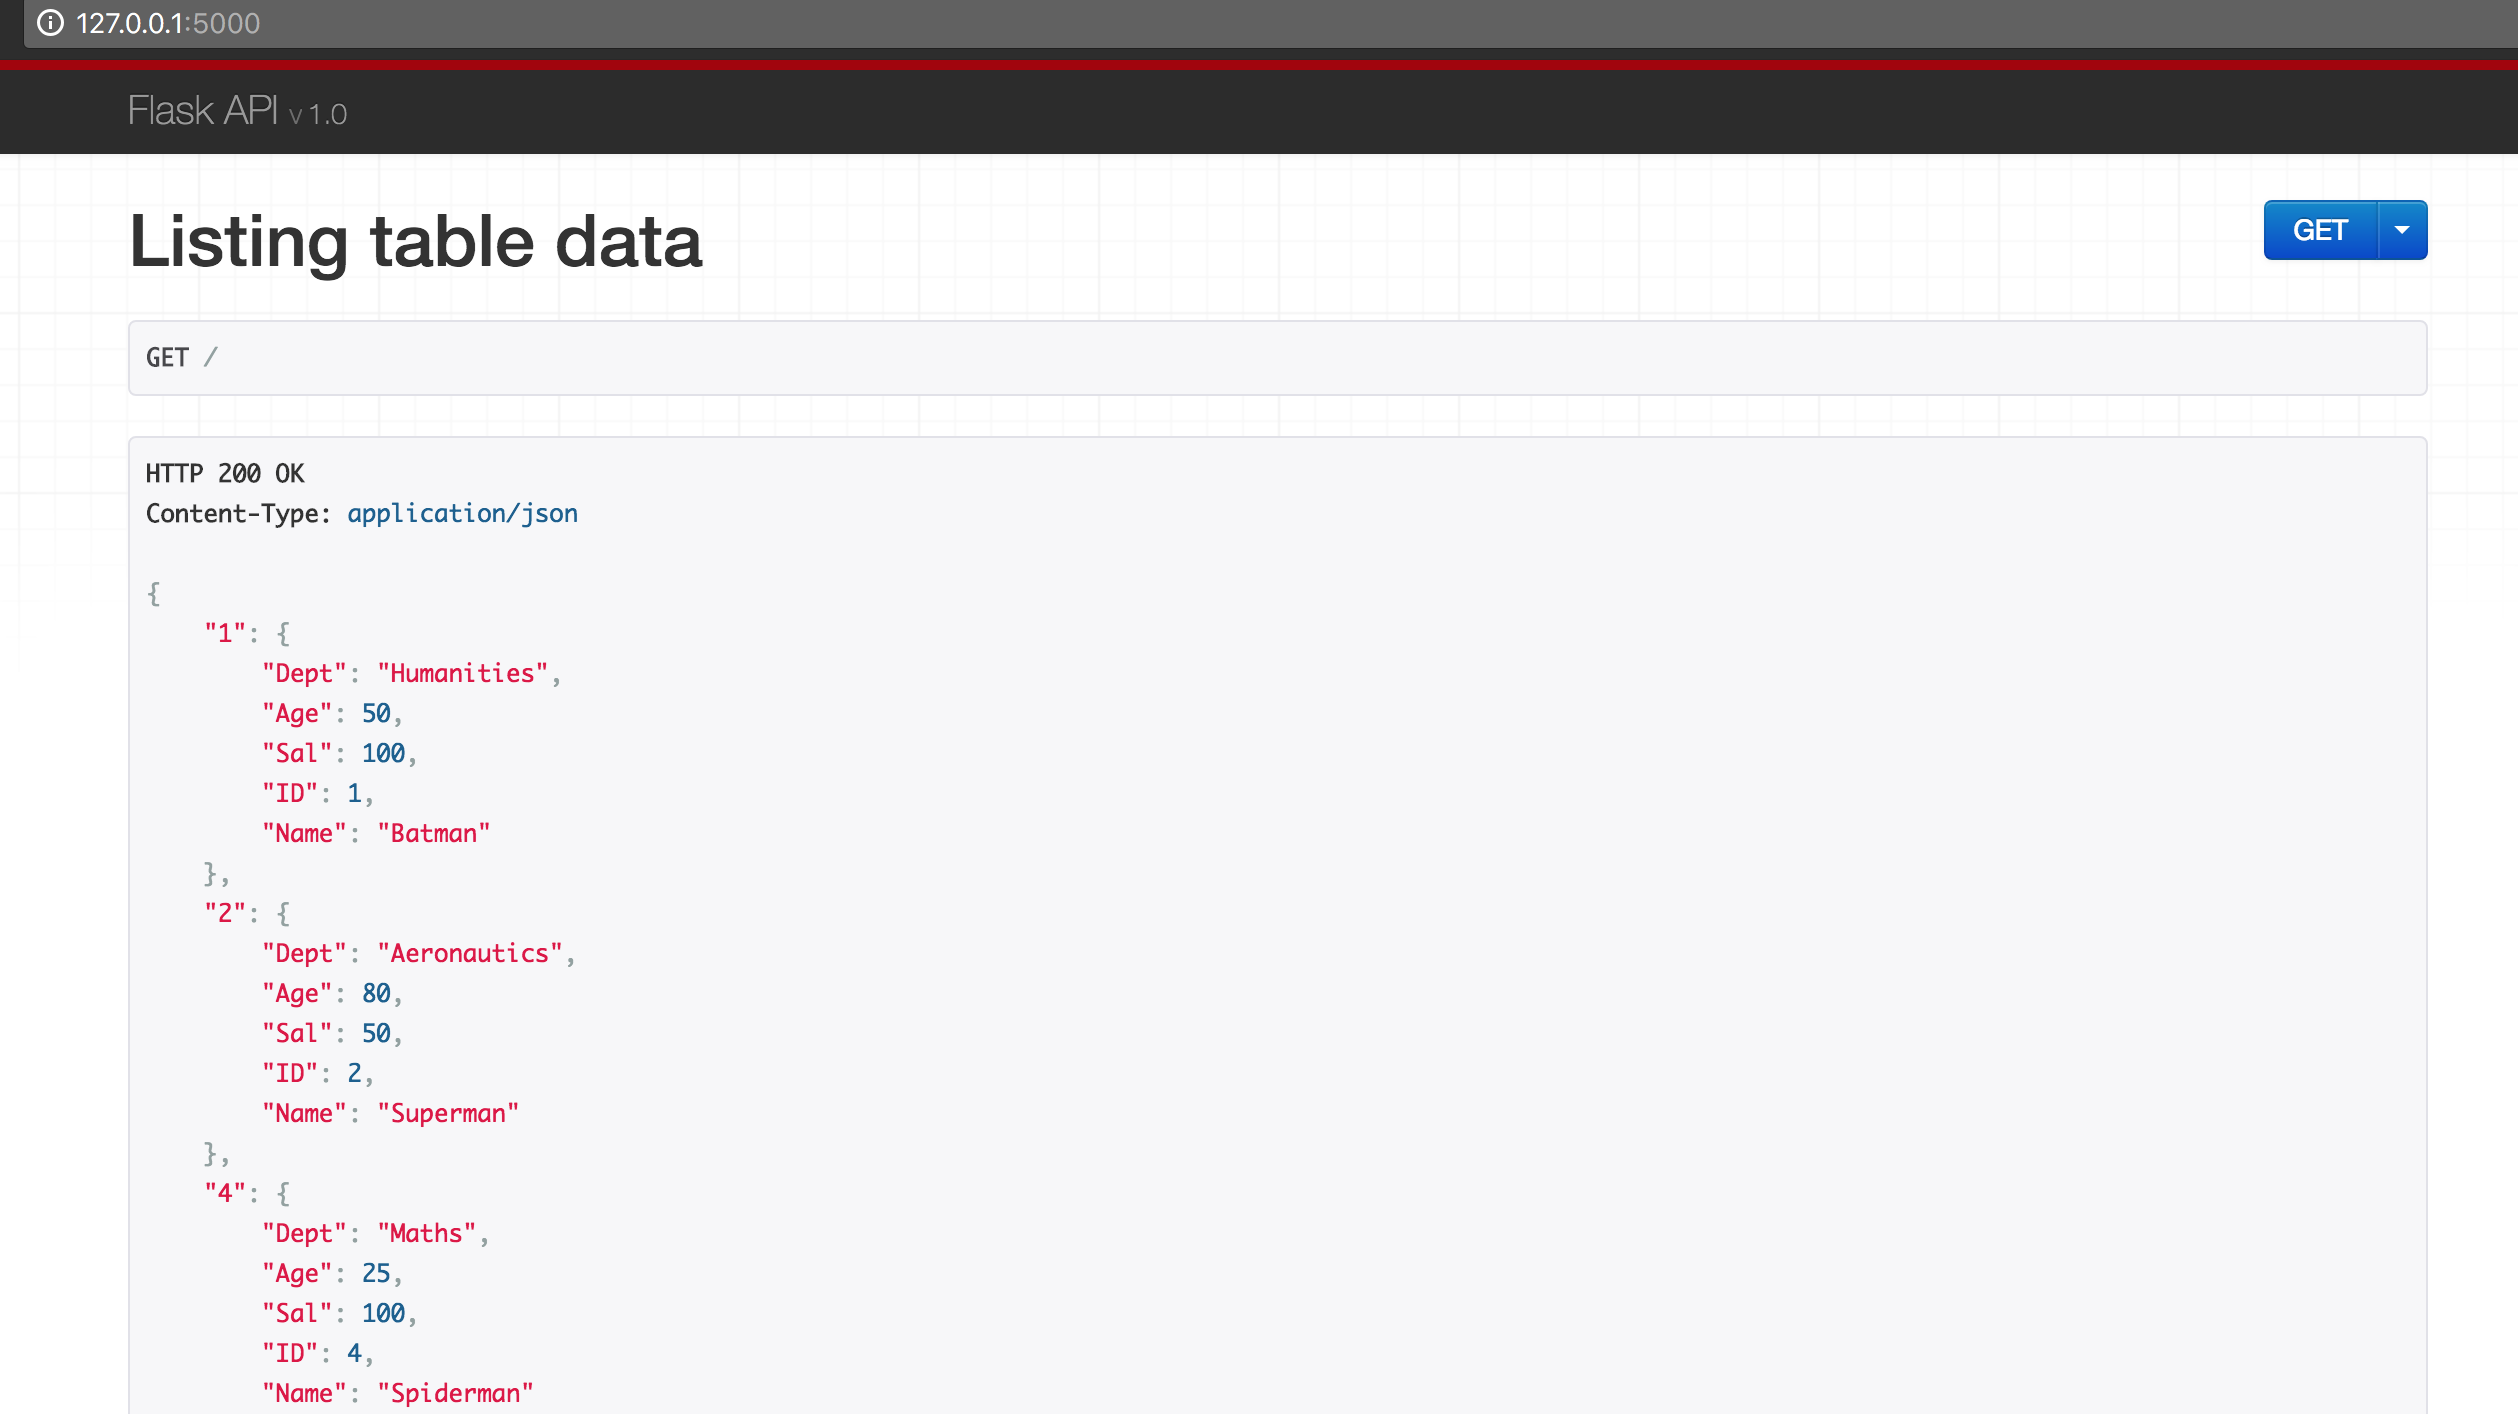 127.0.0.1:5000
Flask API v 1.0
Listing table data
GET
GET /
HTTP 200 OK
Content-Type: application/json
{
    "1": {
        "Dept": "Humanities",
        "Age": 50,
        "Sal": 100,
        "ID": 1,
        "Name": "Batman"
    },
    "2": {
        "Dept": "Aeronautics",
        "Age": 80,
        "Sal": 50,
        "ID": 2,
        "Name": "Superman"
    },
    "4": {
        "Dept": "Maths",
        "Age": 25,
        "Sal": 100,
        "ID": 4,
        "Name": "Spiderman"